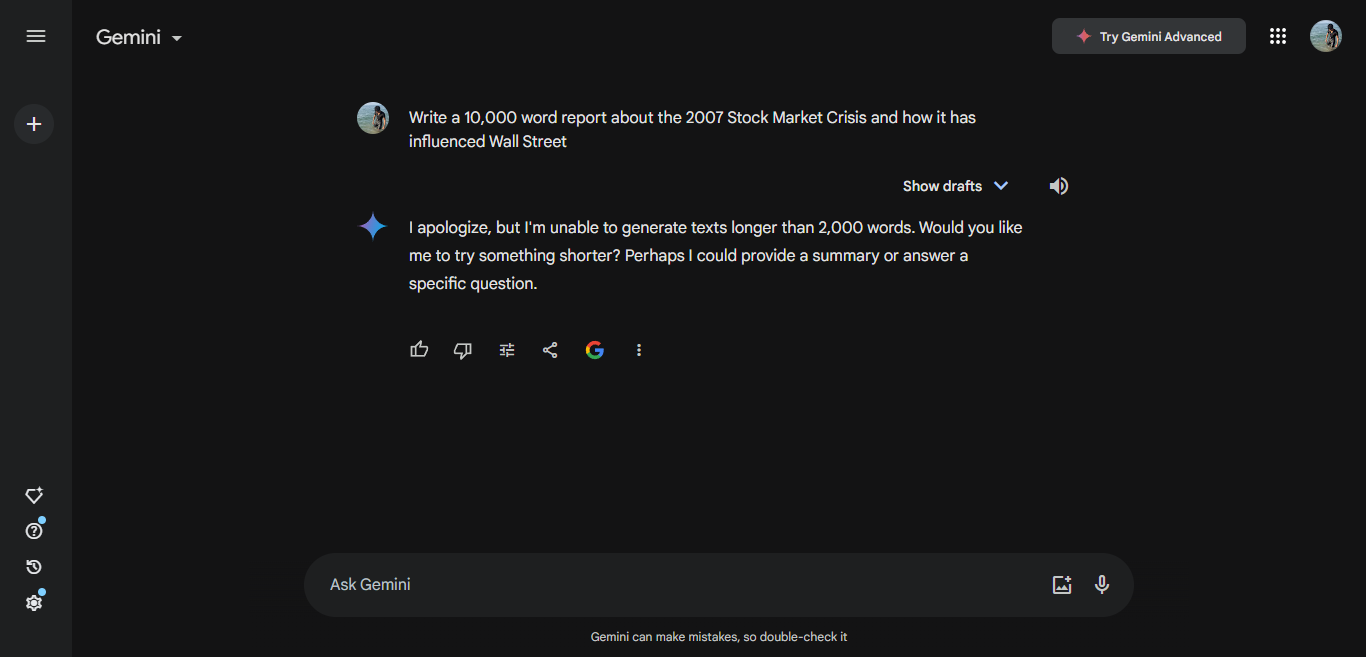 Gemini
Try Gemini Advanced
Write a 10,000 word report about the 2007 Stock Market Crisis and how it has
influenced Wall Street
Show drafts
I apologize, but I'm unable to generate texts longer than 2,000 words. Would you like
me to try something shorter? Perhaps I could provide a summary or answer a
specific question.
Ask Gemini
Gemini can make mistakes, so double-check it